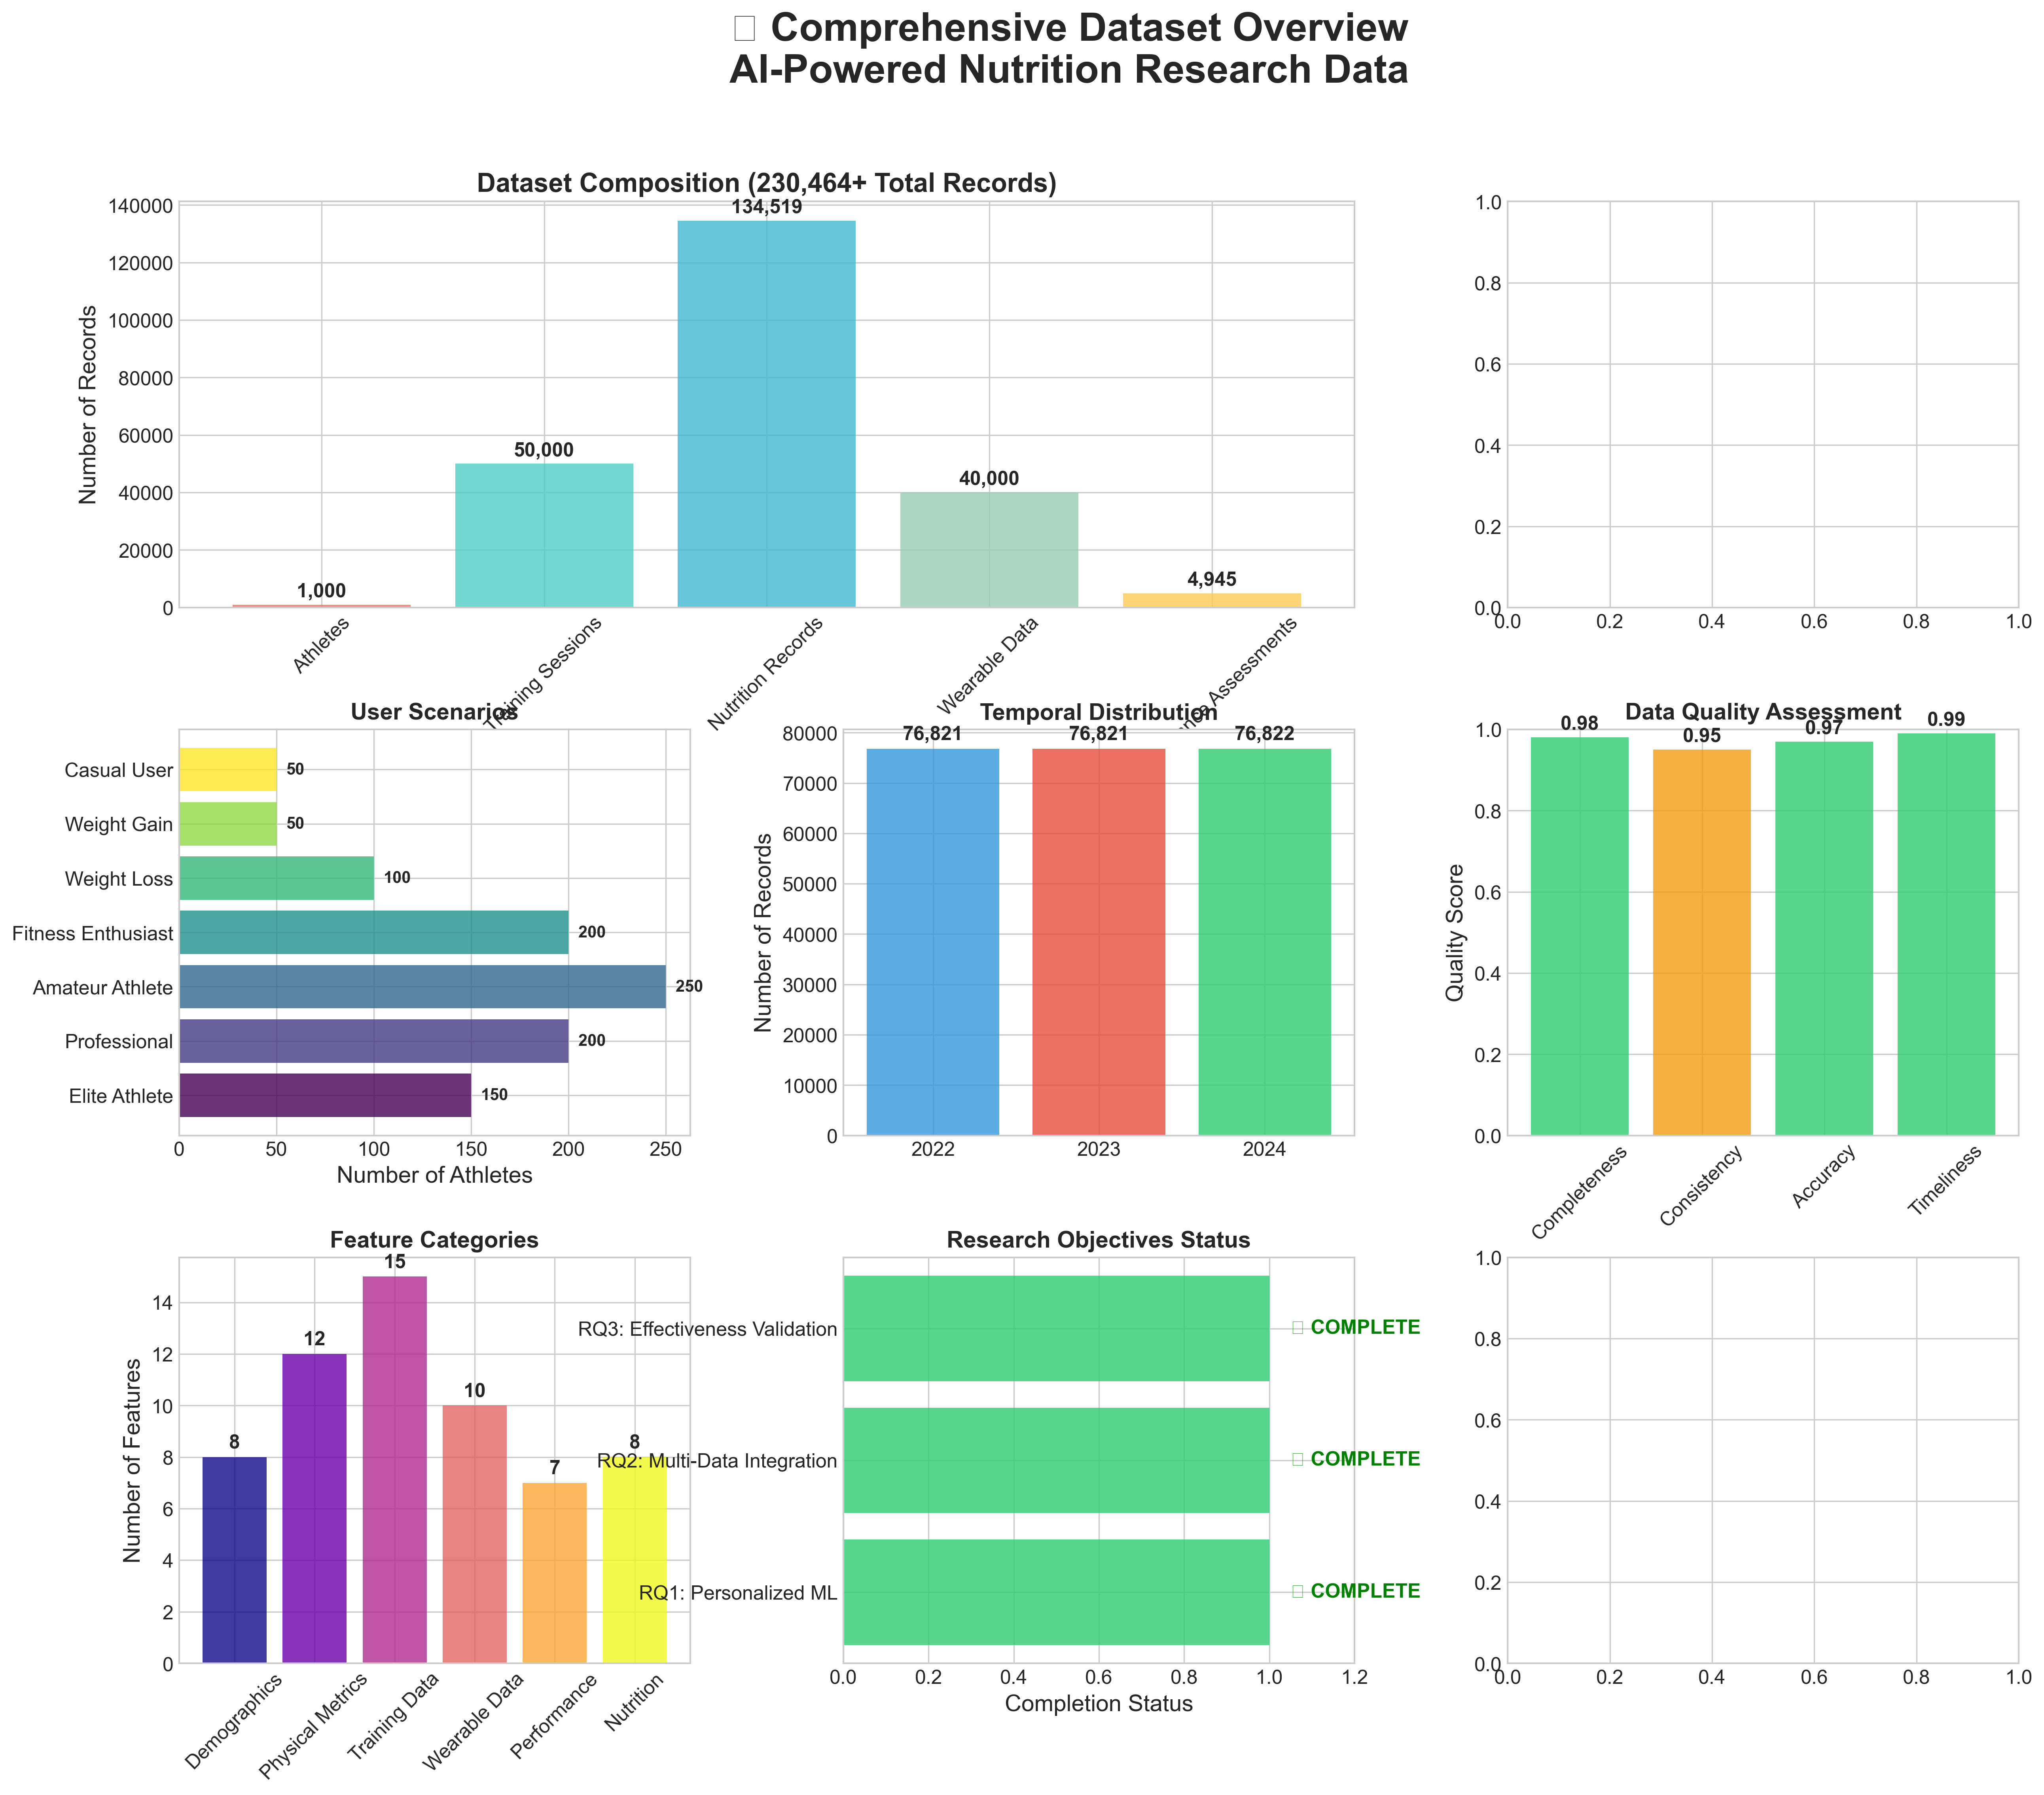 Comprehensive Dataset Overview
AI-Powered Nutrition Research Data
Dataset Composition (230,464+ Total Records)
Number of Records
140000
120000
100000
80000
60000
40000
20000
0
1,000
50,000
134,519
40,000
4,945
Athletes
Training Sessions
Nutrition Records
Wearable Data
Assessments
1.0
0.8
0.6
0.4
0.2
0.0
0.0 0.2 0.4 0.6 0.8 1.0
User Scenarios
Casual User
Weight Gain
Weight Loss
Fitness Enthusiast
Amateur Athlete
Professional
Elite Athlete
50
50
100
200
250
200
150
0 50 100 150 200 250
Number of Athletes
Temporal Distribution
Number of Records
80000
70000
60000
50000
40000
30000
20000
10000
0
76,821 76,821 76,822
2022 2023 2024
Data Quality Assessment
Quality Score
1.0
0.8
0.6
0.4
0.2
0.0
0.98 0.95 0.97 0.99
Completeness
Consistency
Accuracy
Timeliness
Feature Categories
Number of Features
14
12
10
8
6
4
2
0
8
12
15
10
7
8
Demographics
Physical Metrics
Training Data
Wearable Data
Performance
Nutrition
Research Objectives Status
RQ3: Effectiveness Validation
COMPLETE
RQ2: Multi-Data Integration
COMPLETE
RQ1: Personalized ML
COMPLETE
0.0 0.2 0.4 0.6 0.8 1.0 1.2
Completion Status
1.0
0.8
0.6
0.4
0.2
0.0
0.0 0.2 0.4 0.6 0.8 1.0